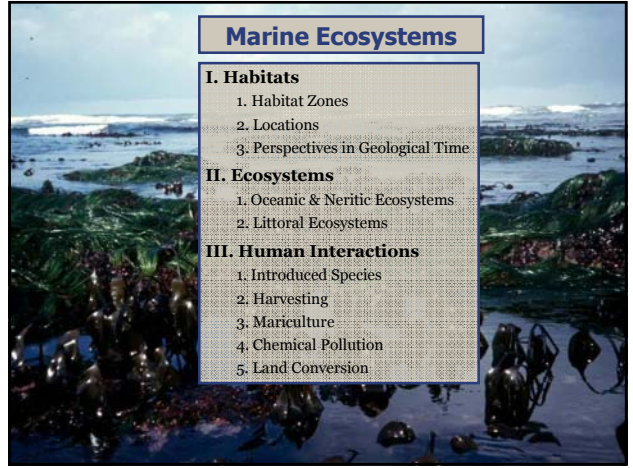 Marine Ecosystems
I. Habitats
1. Habitat Zones
2. Locations
3. Perspectives in Geological Time
II. Ecosystems
1. Oceanic & Neritic Ecosystems
2. Littoral Ecosystems
III. Human Interactions
1. Introduced Species
2. Harvesting
3. Mariculture
4. Chemical Pollution
5. Land Conversion